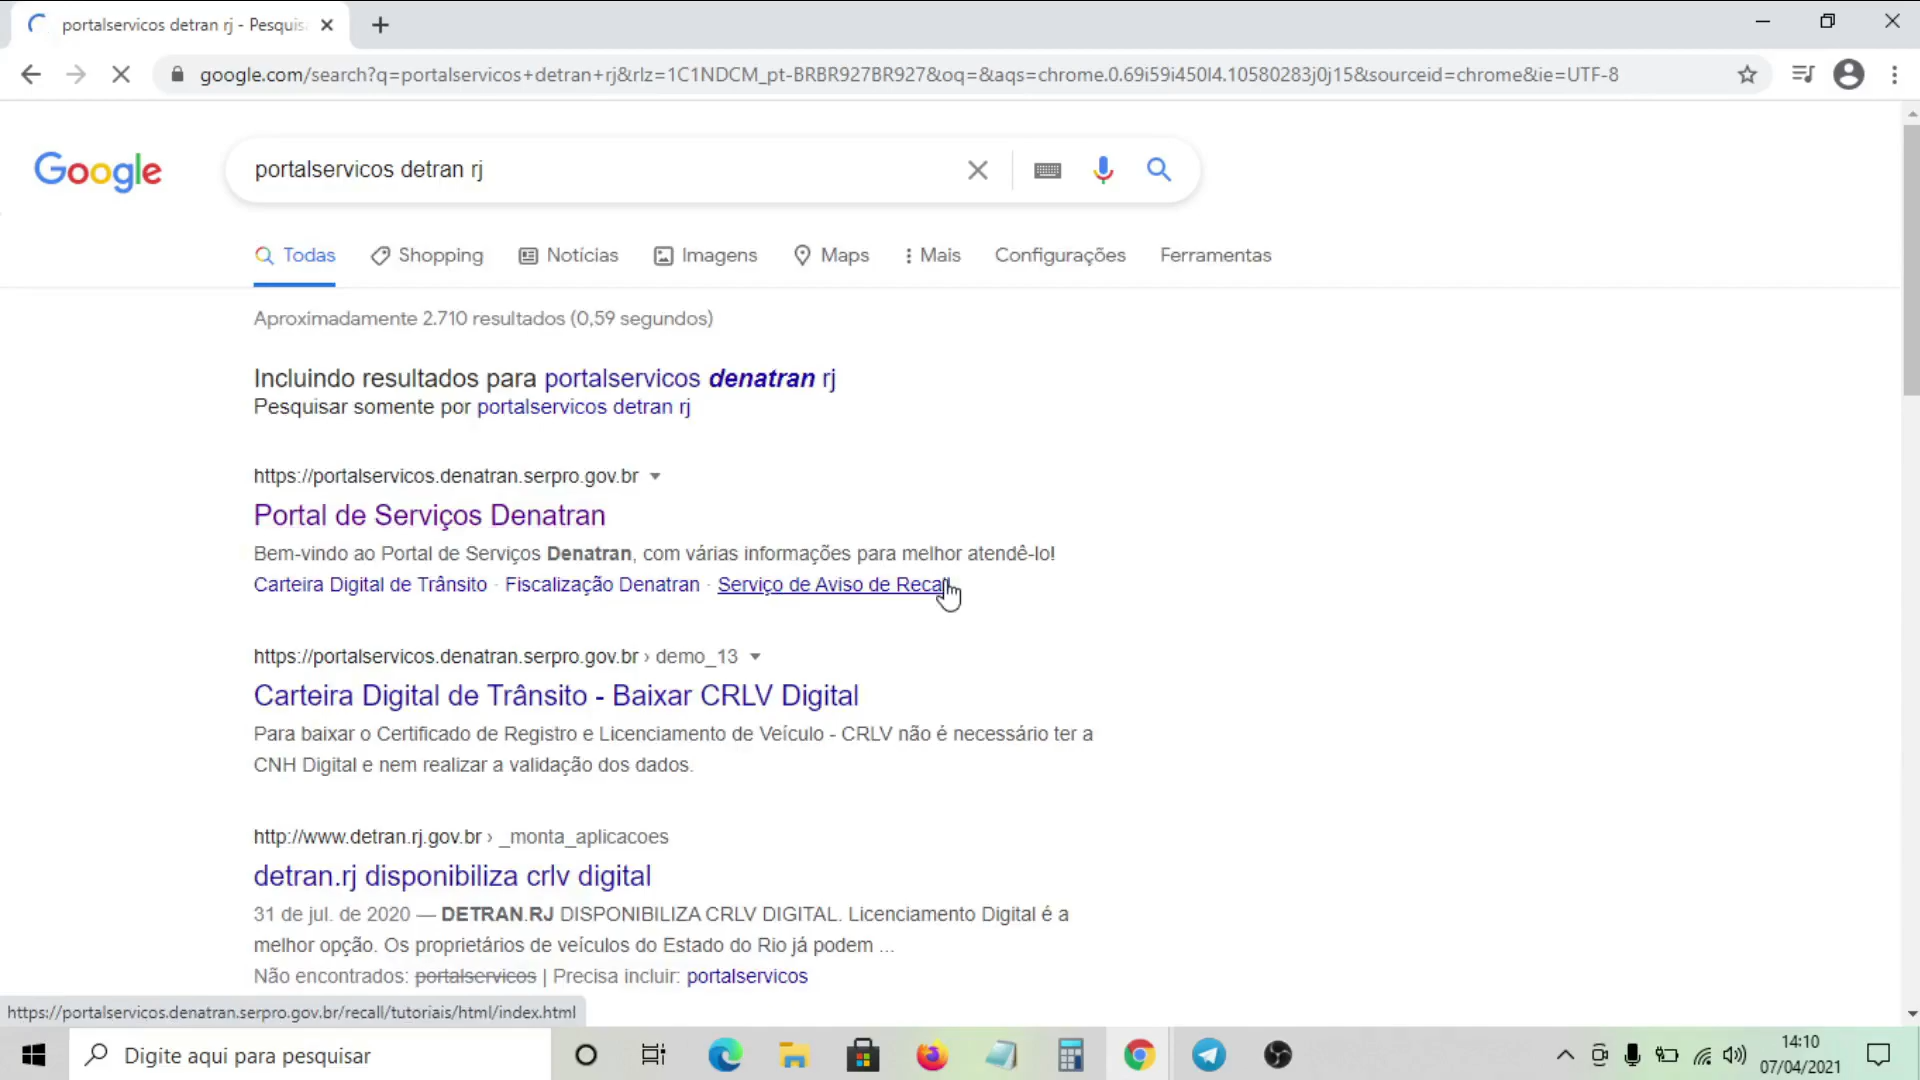 portalservicos detran rj - Pesquis
google.com/search?q=portalservicos+detran+rj&rlz=1C1NDCM_pt-BRBR927BR927&oq=&aqs=chrome.0.69i59i450l4.10580283j0j15&sourceid=chrome&ie=UTF-8
Google
portalservicos detran rj
Todas Shopping Notícias Imagens Maps Mais Configurações Ferramentas
Aproximadamente 2.710 resultados (0,59 segundos)
Incluindo resultados para portalservicos denatran rj
Pesquisar somente por portalservicos detran rj
https://portalservicos.denatran.serpro.gov.br
Portal de Serviços Denatran
Bem-vindo ao Portal de Serviços Denatran, com várias informações para melhor atendê-lo!
Carteira Digital de Trânsito · Fiscalização Denatran · Serviço de Aviso de Recall
https://portalservicos.denatran.serpro.gov.br › demo_13
Carteira Digital de Trânsito - Baixar CRLV Digital
Para baixar o Certificado de Registro e Licenciamento de Veículo - CRLV não é necessário ter a
CNH Digital e nem realizar a validação dos dados.
http://www.detran.rj.gov.br › _monta_aplicacoes
detran.rj disponibiliza crlv digital
31 de jul. de 2020 — DETRAN.RJ DISPONIBILIZA CRLV DIGITAL. Licenciamento Digital é a
melhor opção. Os proprietários de veículos do Estado do Rio já podem ...
Não encontrados: portalservicos | Precisa incluir: portalservicos
https://portalservicos.denatran.serpro.gov.br/recall/tutoriais/html/index.html
Digite aqui para pesquisar
14:10
07/04/2021